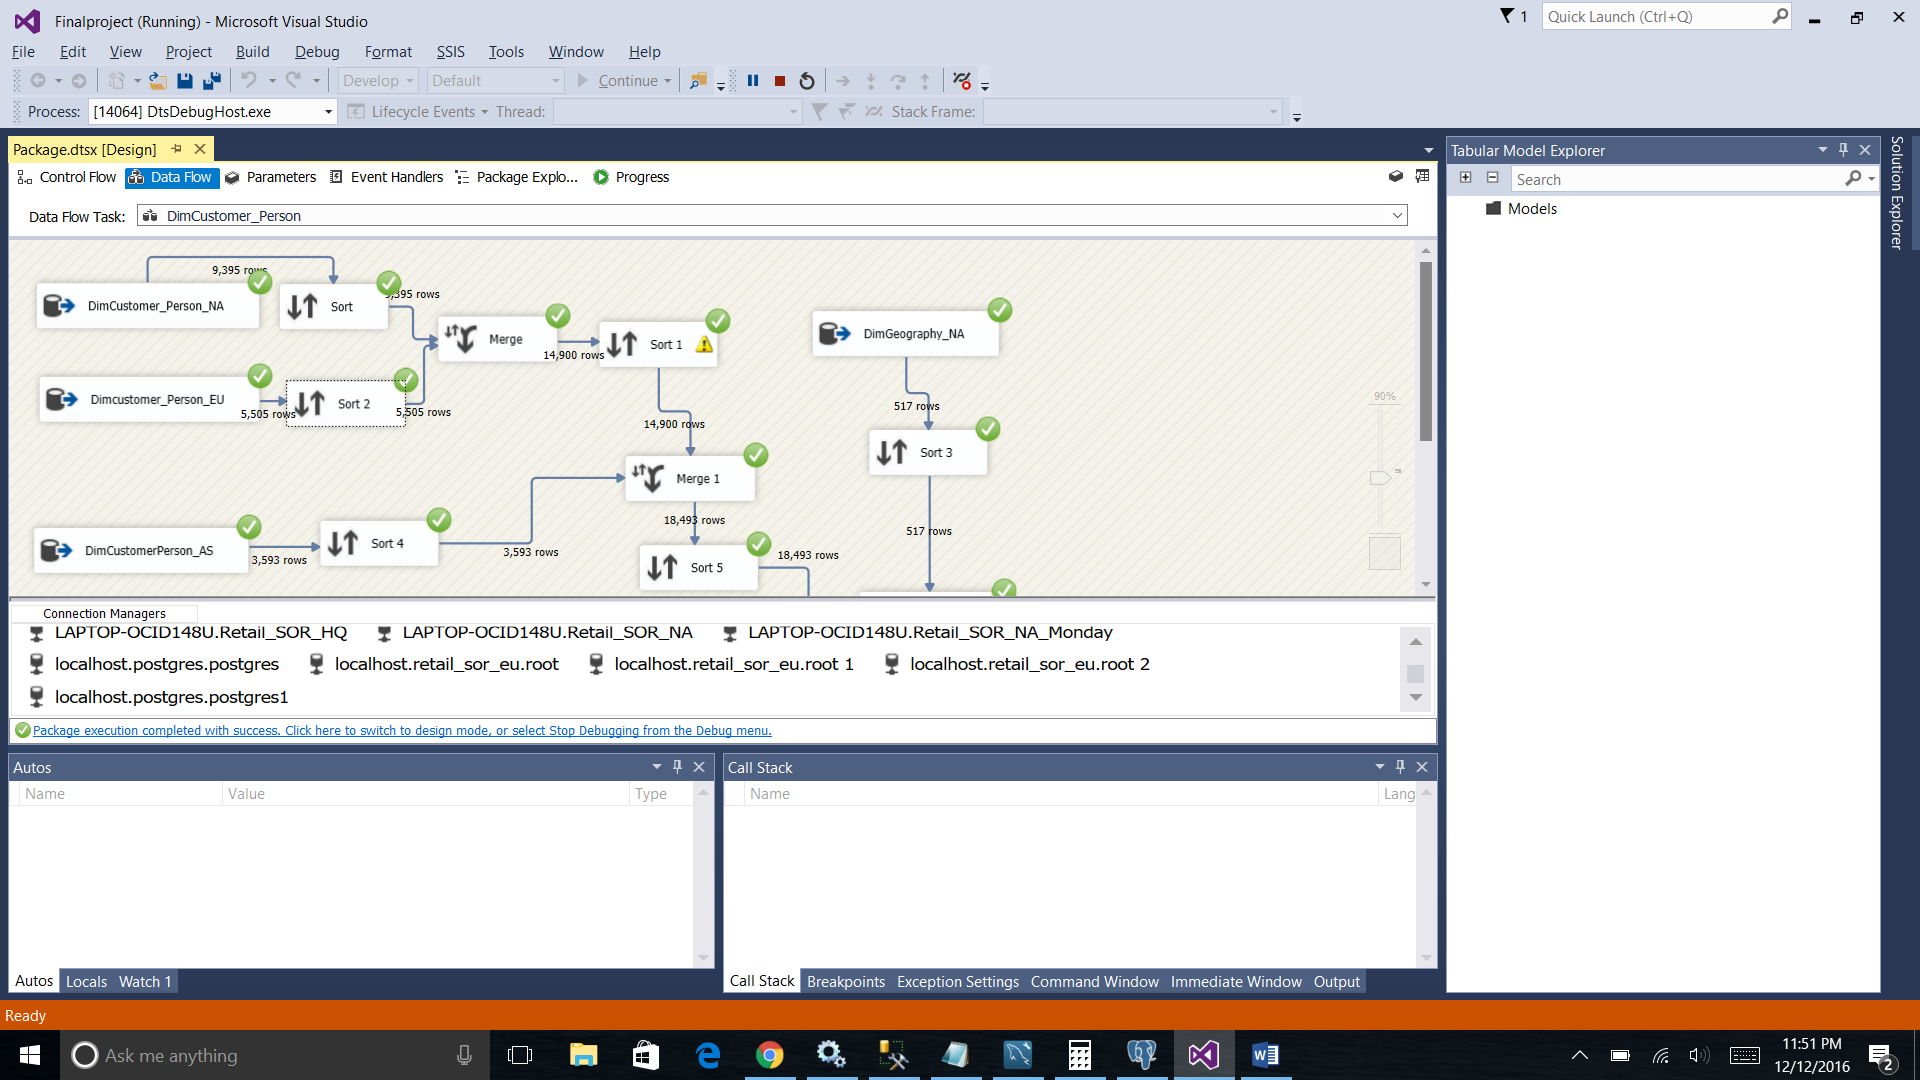 Finalproject (Running) - Microsoft Visual Studio
1
Quick Launch (Ctrl+Q)
File Edit View Project Build Debug Format SSIS Tools Window Help
Develop Default Continue
Process: [14064] DtsDebugHost.exe Lifecycle Events Thread: Stack Frame:
Package.dtsx [Design]
Control Flow Data Flow Parameters Event Handlers Package Explo... Progress
Data Flow Task: DimCustomer_Person
9,395 rows
DimCustomer_Person_NA
Sort
9,395 rows
Merge
14,900 rows
Sort 1
DimGeography_NA
Dimcustomer_Person_EU
5,505 rows
Sort 2
5,505 rows
14,900 rows
517 rows
90%
Sort 3
Merge 1
18,493 rows
517 rows
DimCustomerPerson_AS
3,593 rows
Sort 4
3,593 rows
Sort 5
18,493 rows
Connection Managers
LAPTOP-OCID148U.Retail_SOR_HQ LAPTOP-OCID148U.Retail_SOR_NA LAPTOP-OCID148U.Retail_SOR_NA_Monday
localhost.postgres.postgres localhost.retail_sor_eu.root localhost.retail_sor_eu.root 1 localhost.retail_sor_eu.root 2
localhost.postgres.postgres1
Package execution completed with success. Click here to switch to design mode, or select Stop Debugging from the Debug menu.
Autos
Name Value Type
Autos Locals Watch 1
Call Stack
Name Lang
Call Stack Breakpoints Exception Settings Command Window Immediate Window Output
Tabular Model Explorer
Search
Models
Solution Explorer
Ready
Ask me anything
11:51 PM
12/12/2016
2